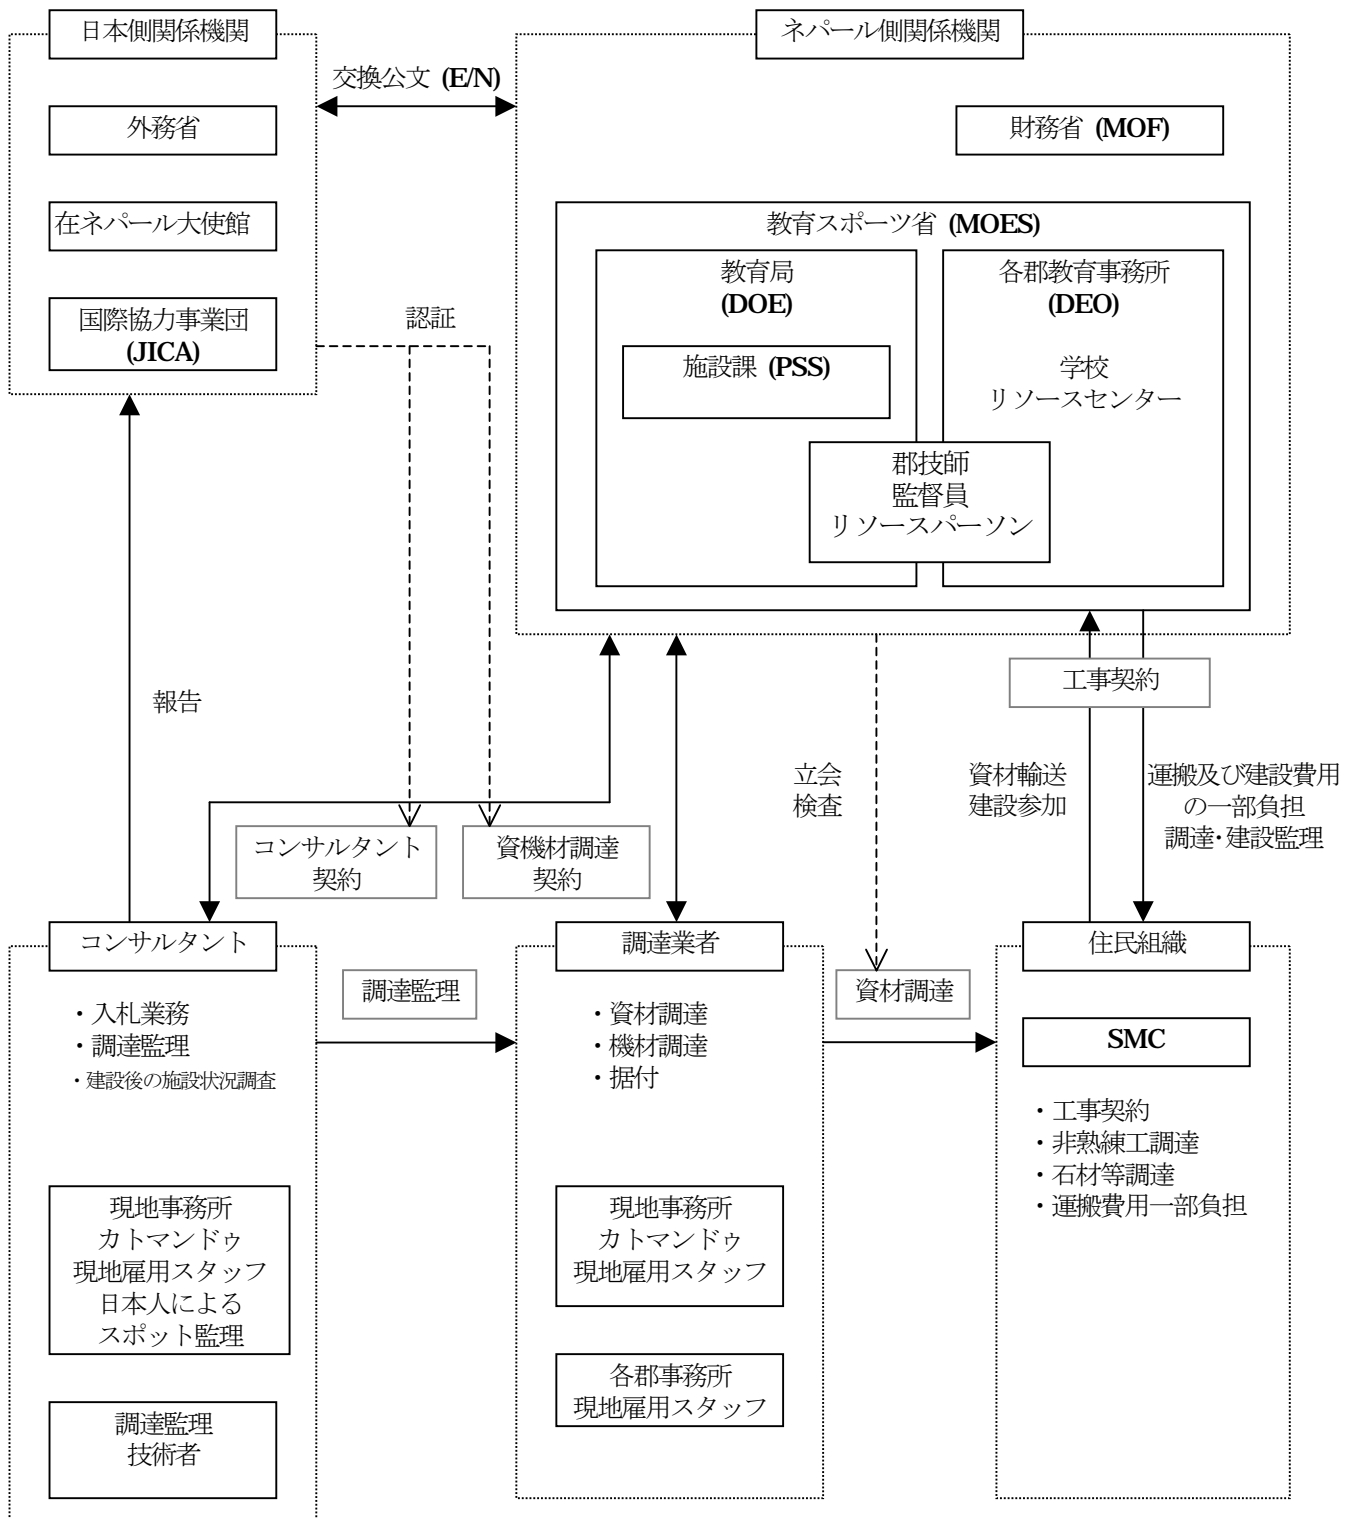 日本側関係機関
ネパール側関係機関
交換公文 (E/N)
外務省
財務省 (MOF)
在ネパール大使館
教育スポーツ省 (MOES)
教育局
(DOE)
各郡教育事務所
(DEO)
国際協力事業団
(JICA)
認証
施設課 (PSS)
学校
リソースセンター
郡技師
監督員
リソースパーソン
報告
工事契約
立会
検査
資材輸送
建設参加
運搬及び建設費用
の一部負担
調達・建設監理
コンサルタント
契約
資機材調達
契約
コンサルタント
調達業者
住民組織
調達監理
資材調達
・入札業務
・調達監理
・建設後の施設状況調査
・資材調達
・機材調達
・据付
SMC
・工事契約
・非熟練工調達
・石材等調達
・運搬費用一部負担
現地事務所
カトマンドゥ
現地雇用スタッフ
日本人による
スポット監理
現地事務所
カトマンドゥ
現地雇用スタッフ
各郡事務所
現地雇用スタッフ
調達監理
技術者